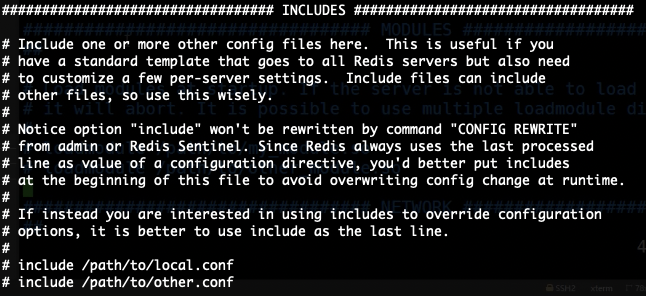 ################################## INCLUDES ###################################
# Include one or more other config files here.  This is useful if you
# have a standard template that goes to all Redis servers but also need
# to customize a few per-server settings.  Include files can include
# other files, so use this wisely.
#
# Notice option "include" won't be rewritten by command "CONFIG REWRITE"
# from admin or Redis Sentinel. Since Redis always uses the last processed
# line as value of a configuration directive, you'd better put includes
# at the beginning of this file to avoid overwriting config change at runtime.
#
# If instead you are interested in using includes to override configuration
# options, it is better to use include as the last line.
#
# include /path/to/local.conf
# include /path/to/other.conf